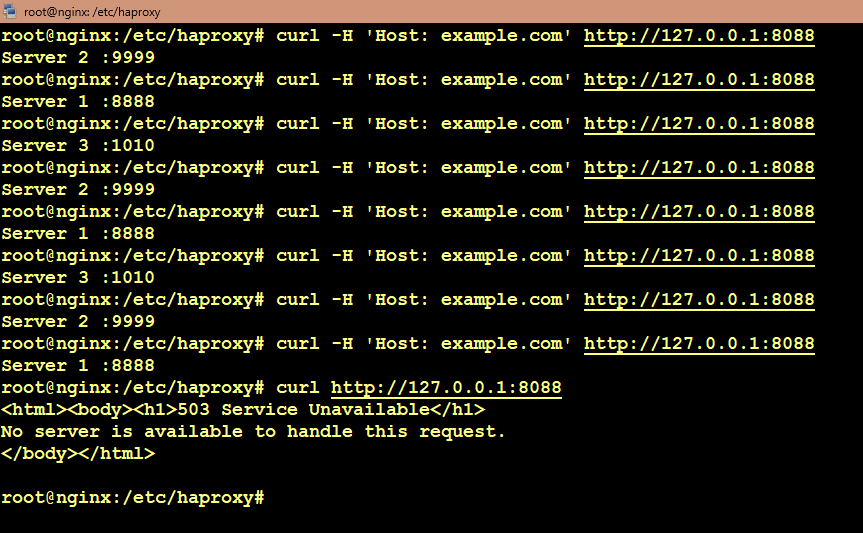 root@nginx: /etc/haproxy
root@nginx:/etc/haproxy# curl -H 'Host: example.com' http://127.0.0.1:8088
Server 2 :9999
root@nginx:/etc/haproxy# curl -H 'Host: example.com' http://127.0.0.1:8088
Server 1 :8888
root@nginx:/etc/haproxy# curl -H 'Host: example.com' http://127.0.0.1:8088
Server 3 :1010
root@nginx:/etc/haproxy# curl -H 'Host: example.com' http://127.0.0.1:8088
Server 2 :9999
root@nginx:/etc/haproxy# curl -H 'Host: example.com' http://127.0.0.1:8088
Server 1 :8888
root@nginx:/etc/haproxy# curl -H 'Host: example.com' http://127.0.0.1:8088
Server 3 :1010
root@nginx:/etc/haproxy# curl -H 'Host: example.com' http://127.0.0.1:8088
Server 2 :9999
root@nginx:/etc/haproxy# curl -H 'Host: example.com' http://127.0.0.1:8088
Server 1 :8888
root@nginx:/etc/haproxy# curl http://127.0.0.1:8088
<html><body><h1>503 Service Unavailable</h1>
No server is available to handle this request.
</body></html>
root@nginx:/etc/haproxy#